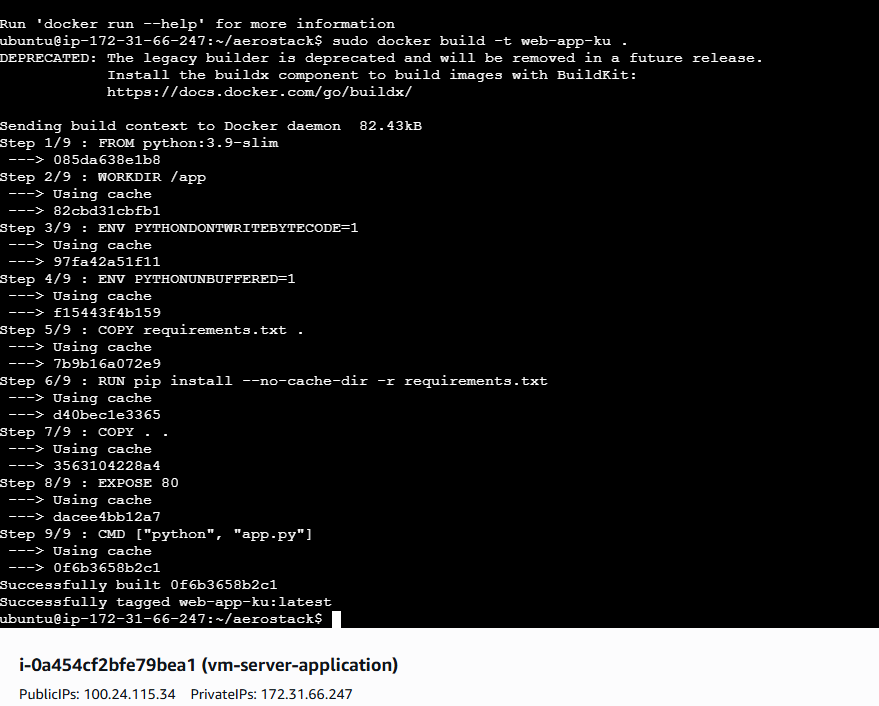 Run 'docker run --help' for more information
ubuntu@ip-172-31-66-247:~/aerostack$ sudo docker build -t web-app-ku .
DEPRECATED: The legacy builder is deprecated and will be removed in a future release.
            Install the buildx component to build images with BuildKit:
            https://docs.docker.com/go/buildx/

Sending build context to Docker daemon  82.43kB
Step 1/9 : FROM python:3.9-slim
 ---> 085da638e1b8
Step 2/9 : WORKDIR /app
 ---> Using cache
 ---> 82cbd31cbfb1
Step 3/9 : ENV PYTHONDONTWRITEBYTECODE=1
 ---> Using cache
 ---> 97fa42a51f11
Step 4/9 : ENV PYTHONUNBUFFERED=1
 ---> Using cache
 ---> f15443f4b159
Step 5/9 : COPY requirements.txt .
 ---> Using cache
 ---> 7b9b16a072e9
Step 6/9 : RUN pip install --no-cache-dir -r requirements.txt
 ---> Using cache
 ---> d40bec1e3365
Step 7/9 : COPY . .
 ---> Using cache
 ---> 3563104228a4
Step 8/9 : EXPOSE 80
 ---> Using cache
 ---> dacee4bb12a7
Step 9/9 : CMD ["python", "app.py"]
 ---> Using cache
 ---> 0f6b3658b2c1
Successfully built 0f6b3658b2c1
Successfully tagged web-app-ku:latest
ubuntu@ip-172-31-66-247:~/aerostack$
i-0a454cf2bfe79bea1 (vm-server-application)
PublicIPs: 100.24.115.34    PrivateIPs: 172.31.66.247